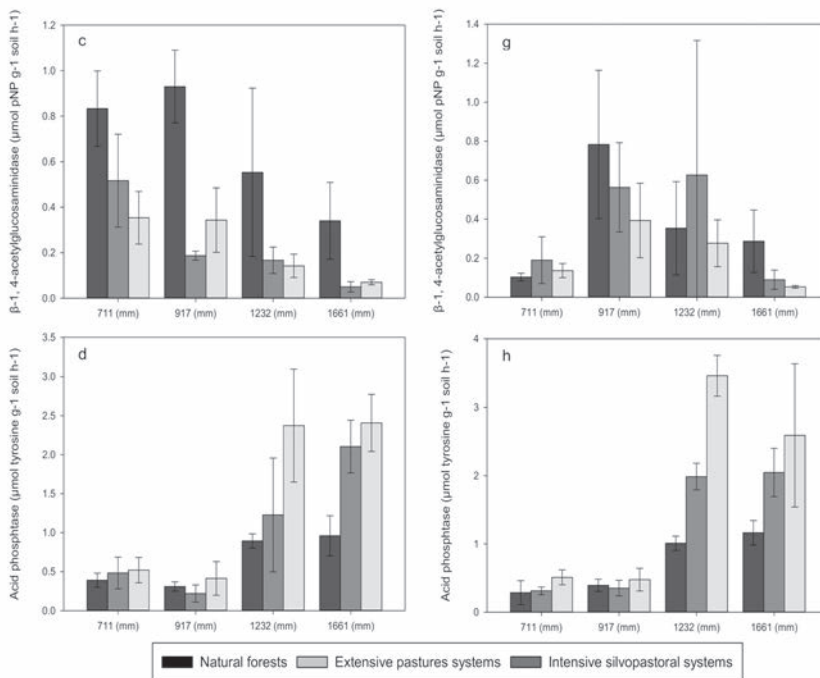 β-1, 4-acetylglucosaminidase (μmol pNP g-1 soil h-1)
1.2
1.0
0.8
0.6
0.4
0.2
0.0
c
711 (mm)
917 (mm)
1232 (mm)
1661 (mm)
β-1, 4-acetylglucosaminidase (μmol pNP g-1 soil h-1)
1.4
1.2
1.0
0.8
0.6
0.4
0.2
0.0
g
711 (mm)
917 (mm)
1232 (mm)
1661 (mm)
Acid phosphtase (μmol tyrosine g-1 soil h-1)
3.5
3.0
2.5
2.0
1.5
1.0
0.5
0.0
d
711 (mm)
917 (mm)
1232 (mm)
1661 (mm)
Acid phosphtase (μmol tyrosine g-1 soil h-1)
4
3
2
1
0
h
711 (mm)
917 (mm)
1232 (mm)
1661 (mm)
Natural forests Extensive pastures systems Intensive silvopastoral systems